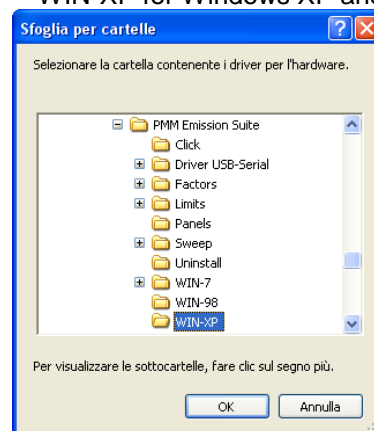 WIN-XP for Windows XP and
Sfoglia per cartelle
Selezionare la cartella contenente i driver per l'hardware.
PMM Emission Suite
Click
Driver USB-Serial
Factors
Limits
Panels
Sweep
Uninstall
WIN-7
WIN-98
WIN-XP
Per visualizzare le sottocartelle, fare clic sul segno più.
OK Annulla